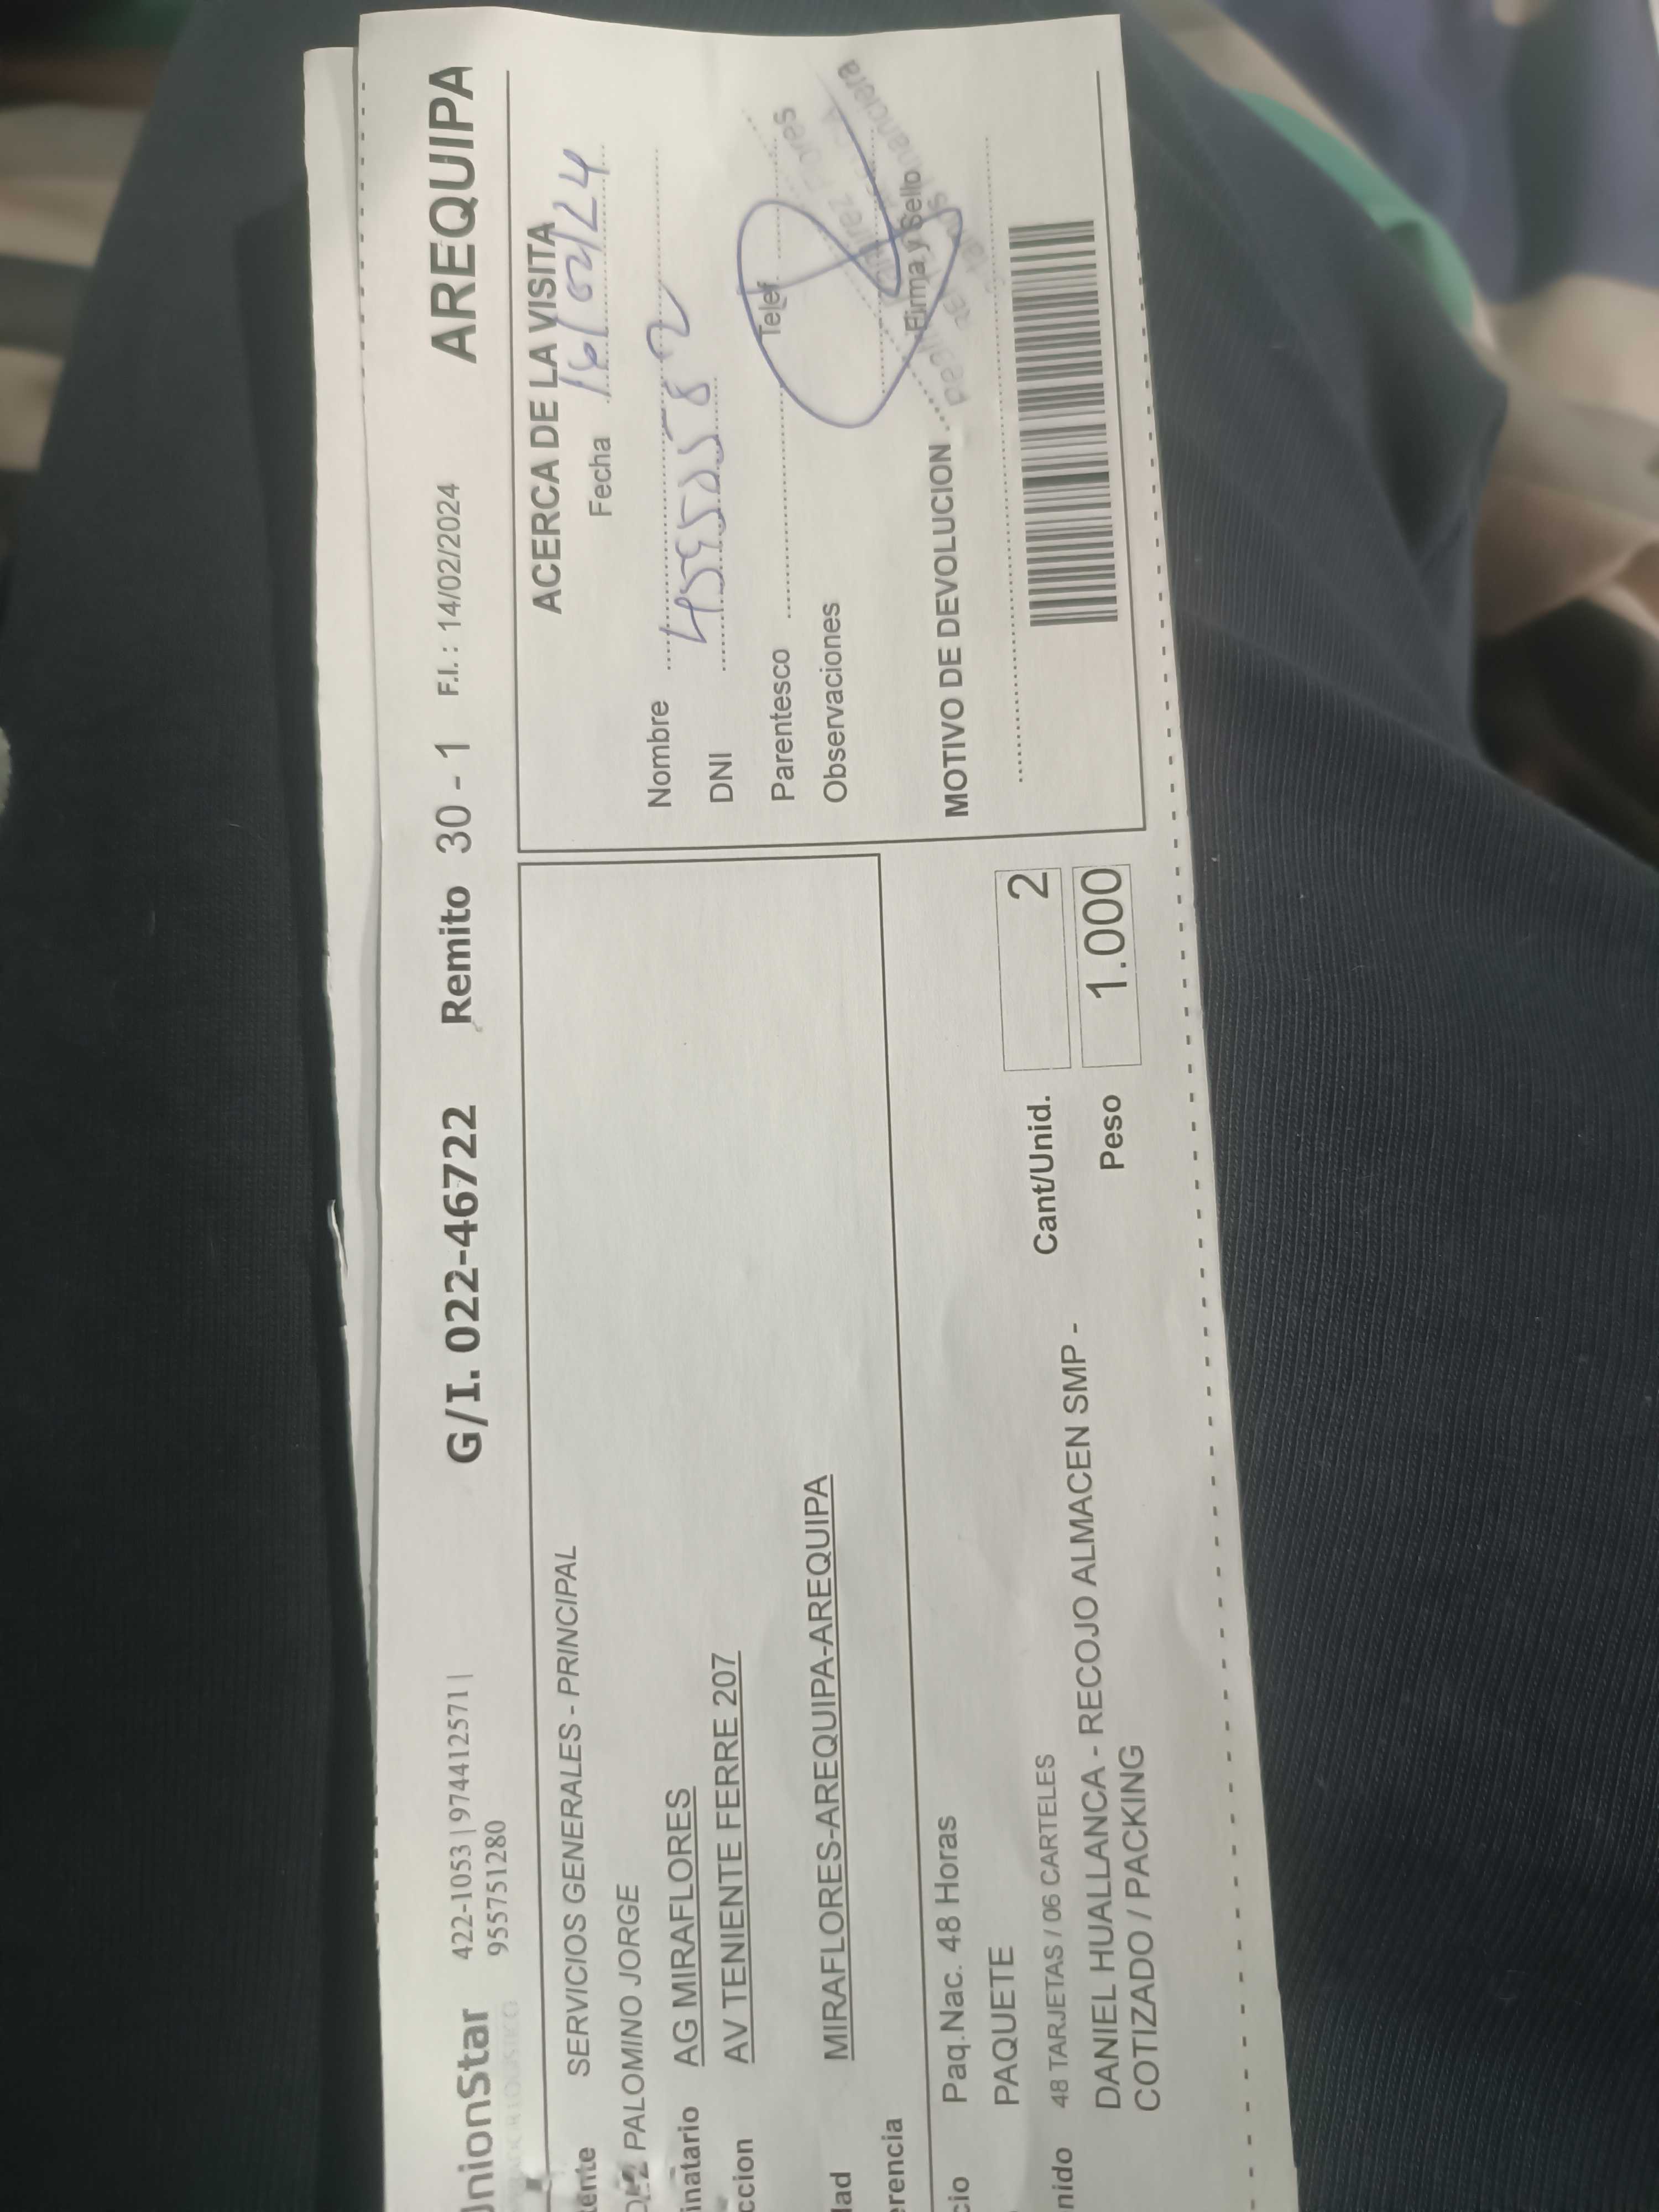 UnionStar 422-1053 | 974412571 | G/I. 022-46722 Remito 30 - 1 F.I. : 14/02/2024 AREQUIPA
955751280
ente SERVICIOS GENERALES - PRINCIPAL
PALOMINO JORGE
inatario AG MIRAFLORES
ccion AV TENIENTE FERRE 207
dad MIRAFLORES-AREQUIPA-AREQUIPA
erencia
cio Paq.Nac. 48 Horas
PAQUETE
nido 48 TARJETAS / 06 CARTELES
DANIEL HUALLANCA - RECOJO ALMACEN SMP -
COTIZADO / PACKING
Cant/Unid. 2
Peso 1.000
ACERCA DE LA VISITA
Fecha 16/02/24
Nombre
DNI 45955582
Parentesco Telef.
Observaciones
Firma y Sello
MOTIVO DE DEVOLUCION